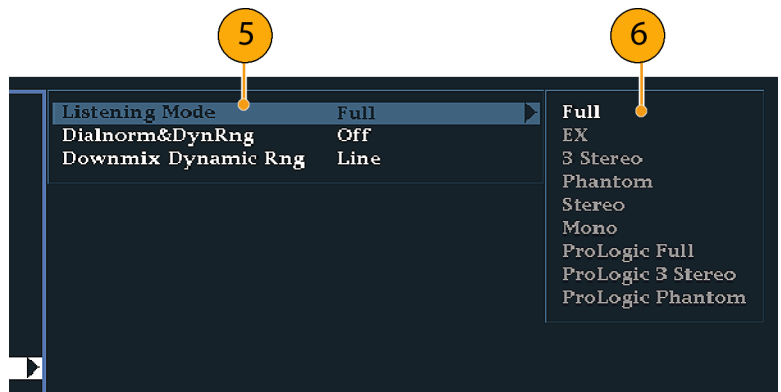 5
6
Listening Mode Full
Dialnorm&DynRng Off
Downmix Dynamic Rng Line
Full
EX
3 Stereo
Phantom
Stereo
Mono
ProLogic Full
ProLogic 3 Stereo
ProLogic Phantom